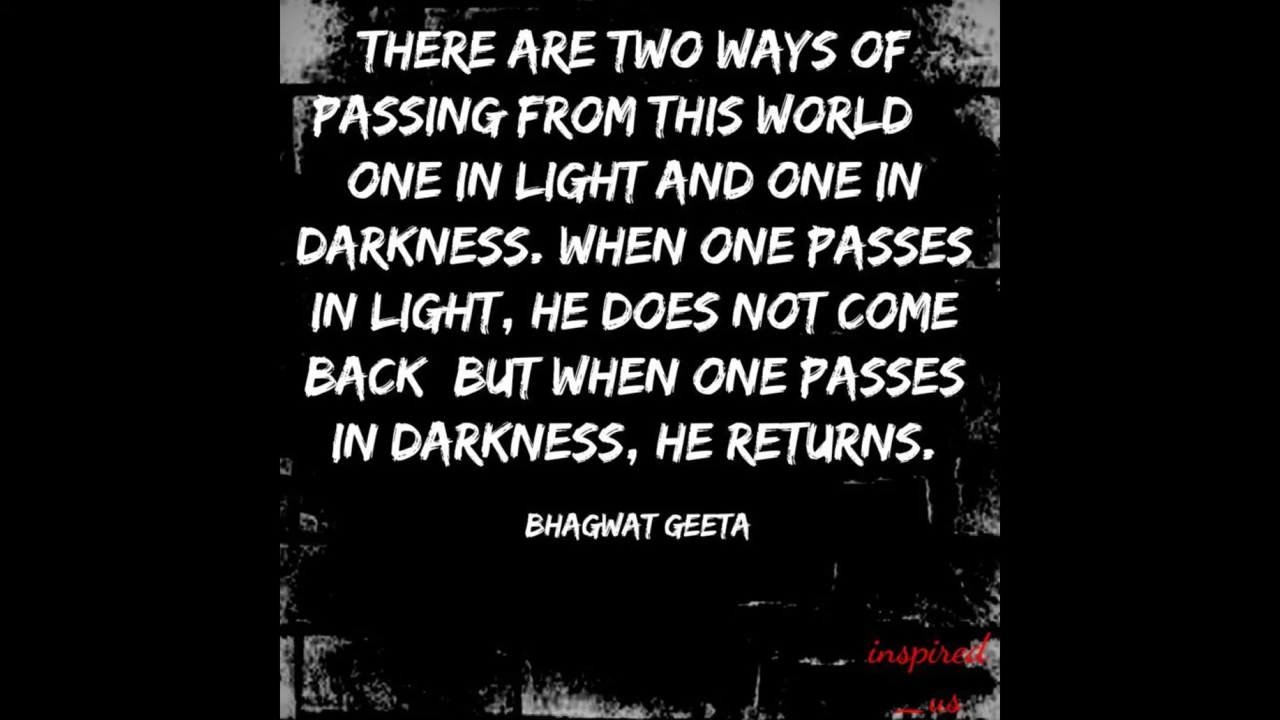 THERE ARE TWO WAYS OF
PASSING FROM THIS WORLD
ONE IN LIGHT AND ONE IN
DARKNESS. WHEN ONE PASSES
IN LIGHT, HE DOES NOT COME
BACK BUT WHEN ONE PASSES
IN DARKNESS, HE RETURNS.
BHAGWAT GEETA
inspired
_ us